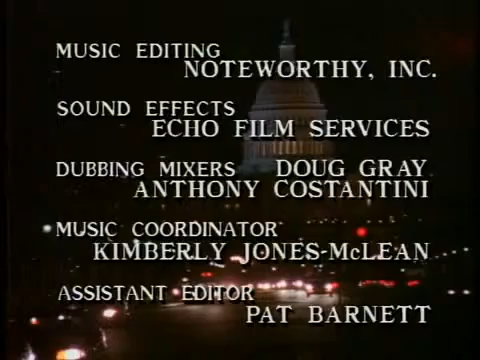 MUSIC EDITING
NOTEWORTHY, INC.
SOUND EFFECTS
ECHO FILM SERVICES
DUBBING MIXERS DOUG GRAY
ANTHONY COSTANTINI
MUSIC COORDINATOR
KIMBERLY JONES-McLEAN
ASSISTANT EDITOR
PAT BARNETT